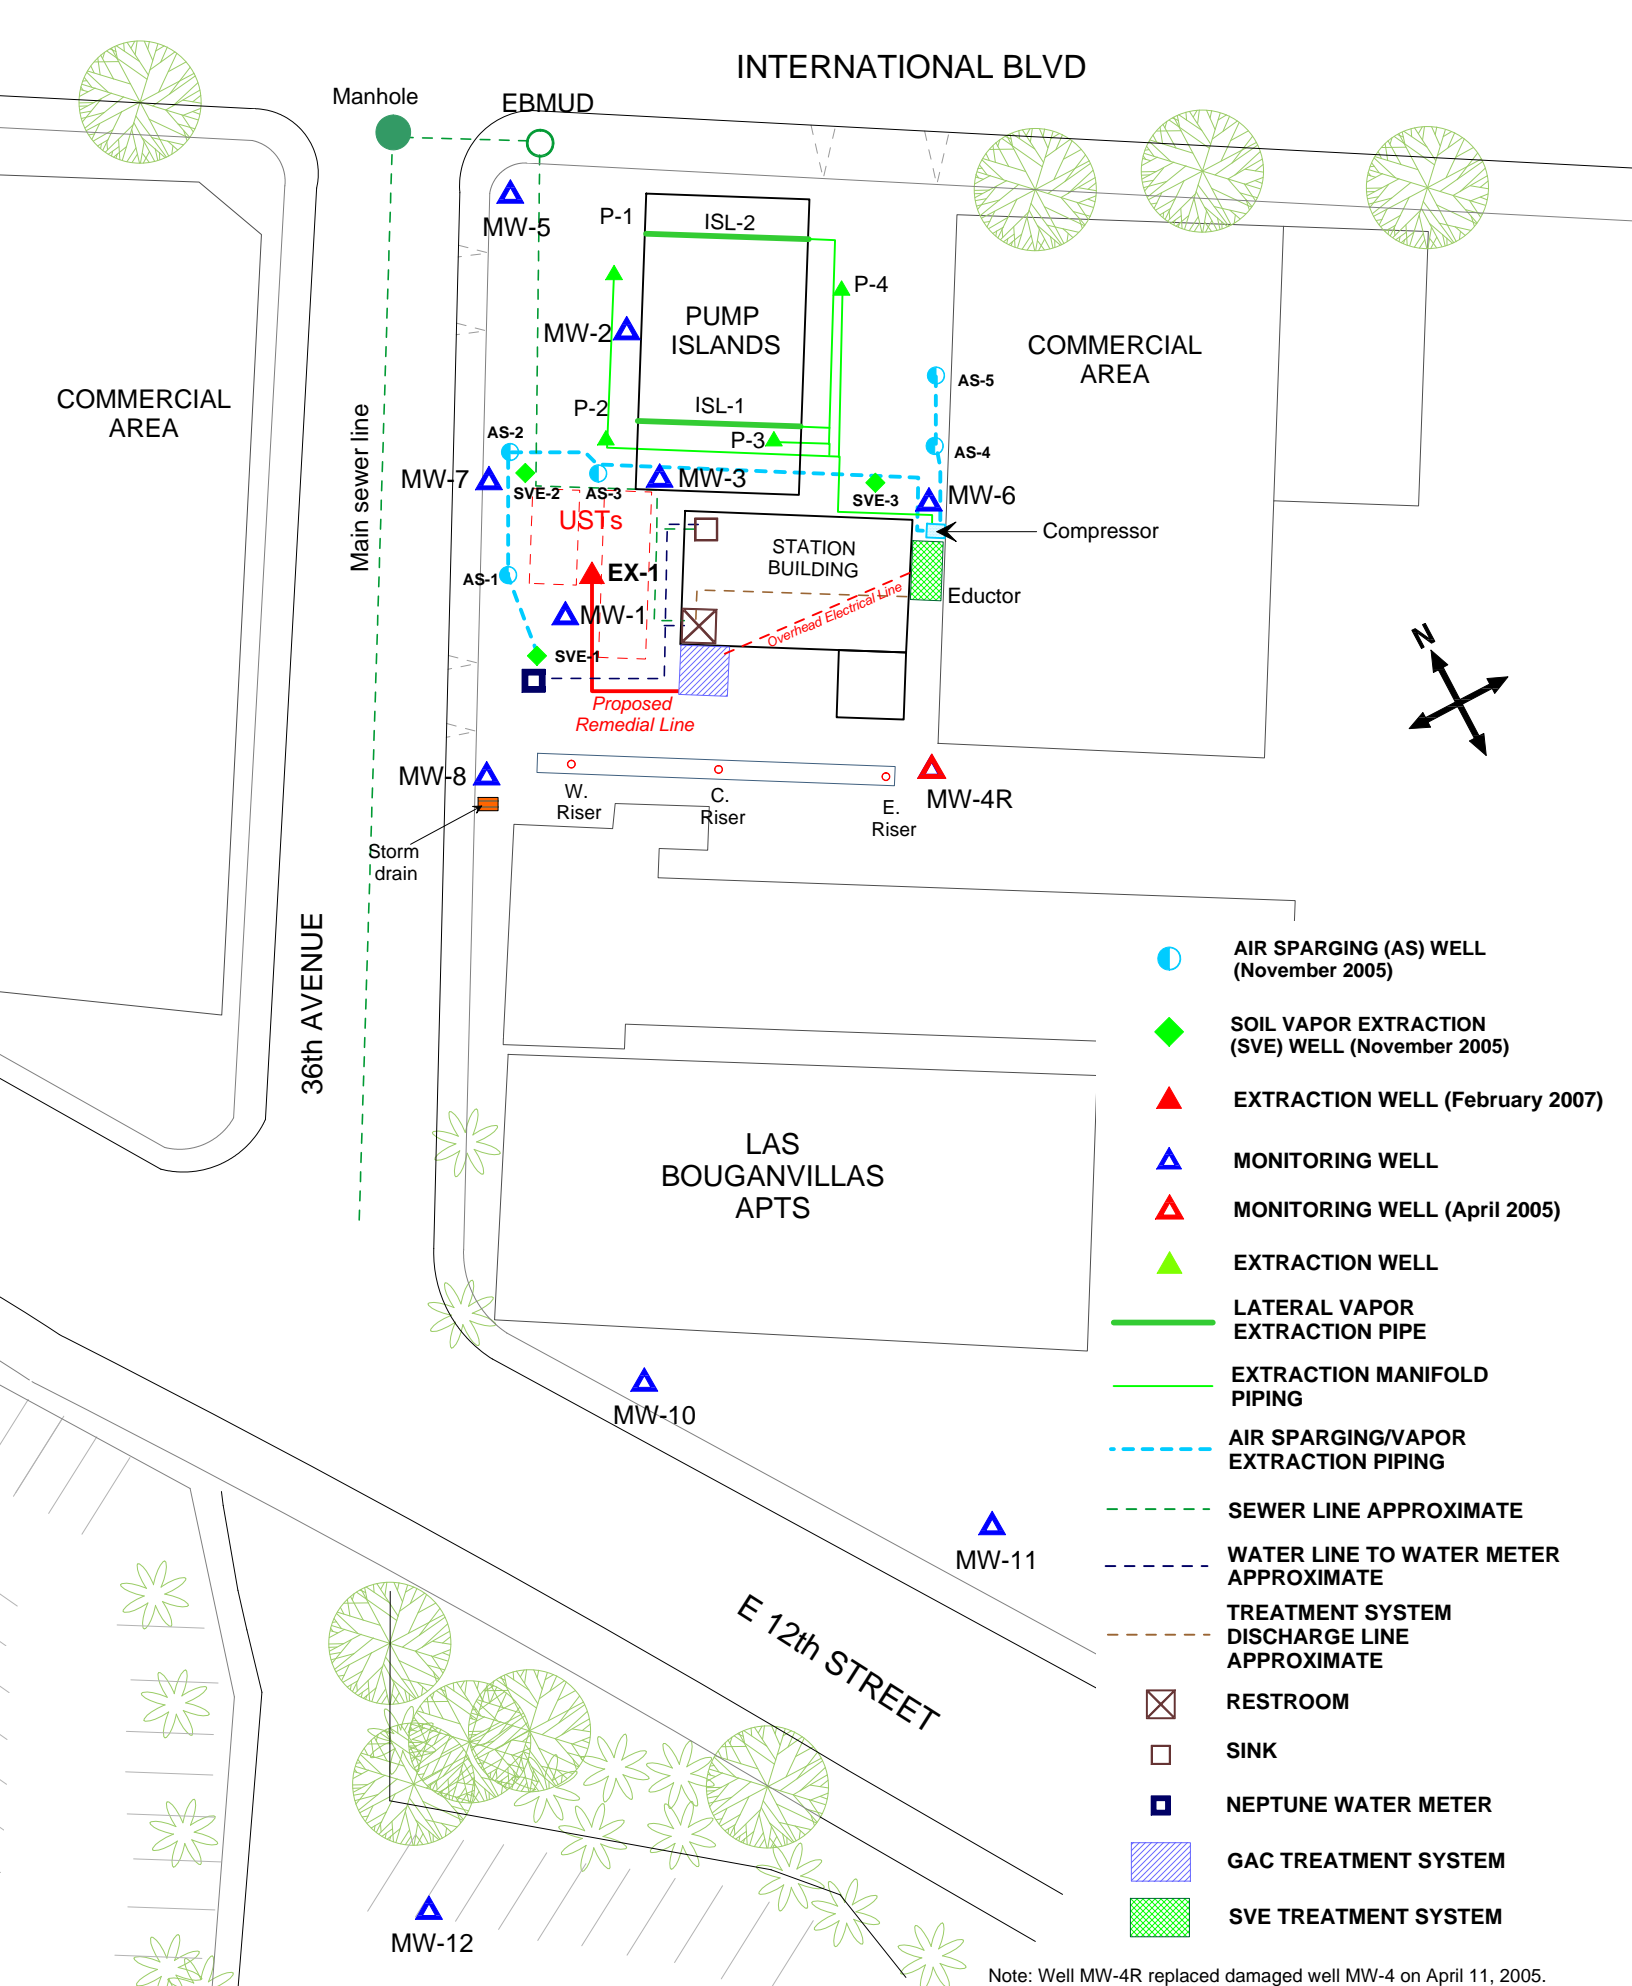 INTERNATIONAL BLVD
Manhole
EBMUD
MW-5
P-1
ISL-2
P-4
MW-2
PUMP
ISLANDS
COMMERCIAL
AREA
COMMERCIAL
AREA
Main sewer line
P-2
ISL-1
P-3
AS-5
AS-4
AS-2
MW-7
SVE-2
AS-3
MW-3
SVE-3
MW-6
USTs
Compressor
STATION
BUILDING
AS-1
EX-1
Eductor
Overhead Electrical Line
MW-1
SVE-1
N
Proposed
Remedial Line
MW-8
W.
Riser
C.
Riser
E.
Riser
MW-4R
Storm
drain
36th AVENUE
LAS
BOUGANVILLAS
APTS
MW-10
MW-11
E 12th STREET
MW-12
AIR SPARGING (AS) WELL
(November 2005)
SOIL VAPOR EXTRACTION
(SVE) WELL (November 2005)
EXTRACTION WELL (February 2007)
MONITORING WELL
MONITORING WELL (April 2005)
EXTRACTION WELL
LATERAL VAPOR
EXTRACTION PIPE
EXTRACTION MANIFOLD
PIPING
AIR SPARGING/VAPOR
EXTRACTION PIPING
SEWER LINE APPROXIMATE
WATER LINE TO WATER METER
APPROXIMATE
TREATMENT SYSTEM
DISCHARGE LINE
APPROXIMATE
RESTROOM
SINK
NEPTUNE WATER METER
GAC TREATMENT SYSTEM
SVE TREATMENT SYSTEM
Note: Well MW-4R replaced damaged well MW-4 on April 11, 2005.